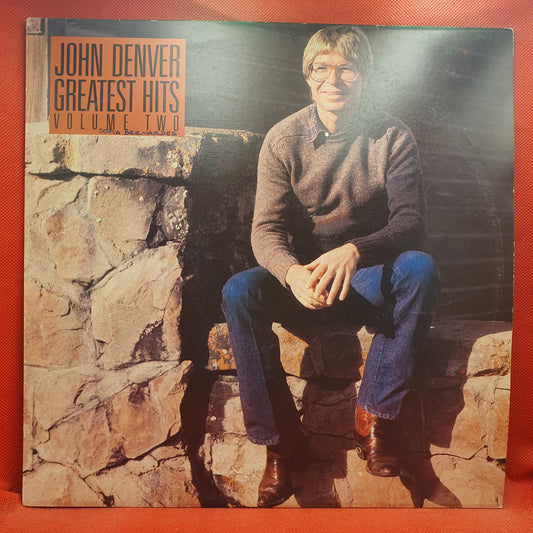 JOHN DENVER
GREATEST HITS
VOLUME TWO